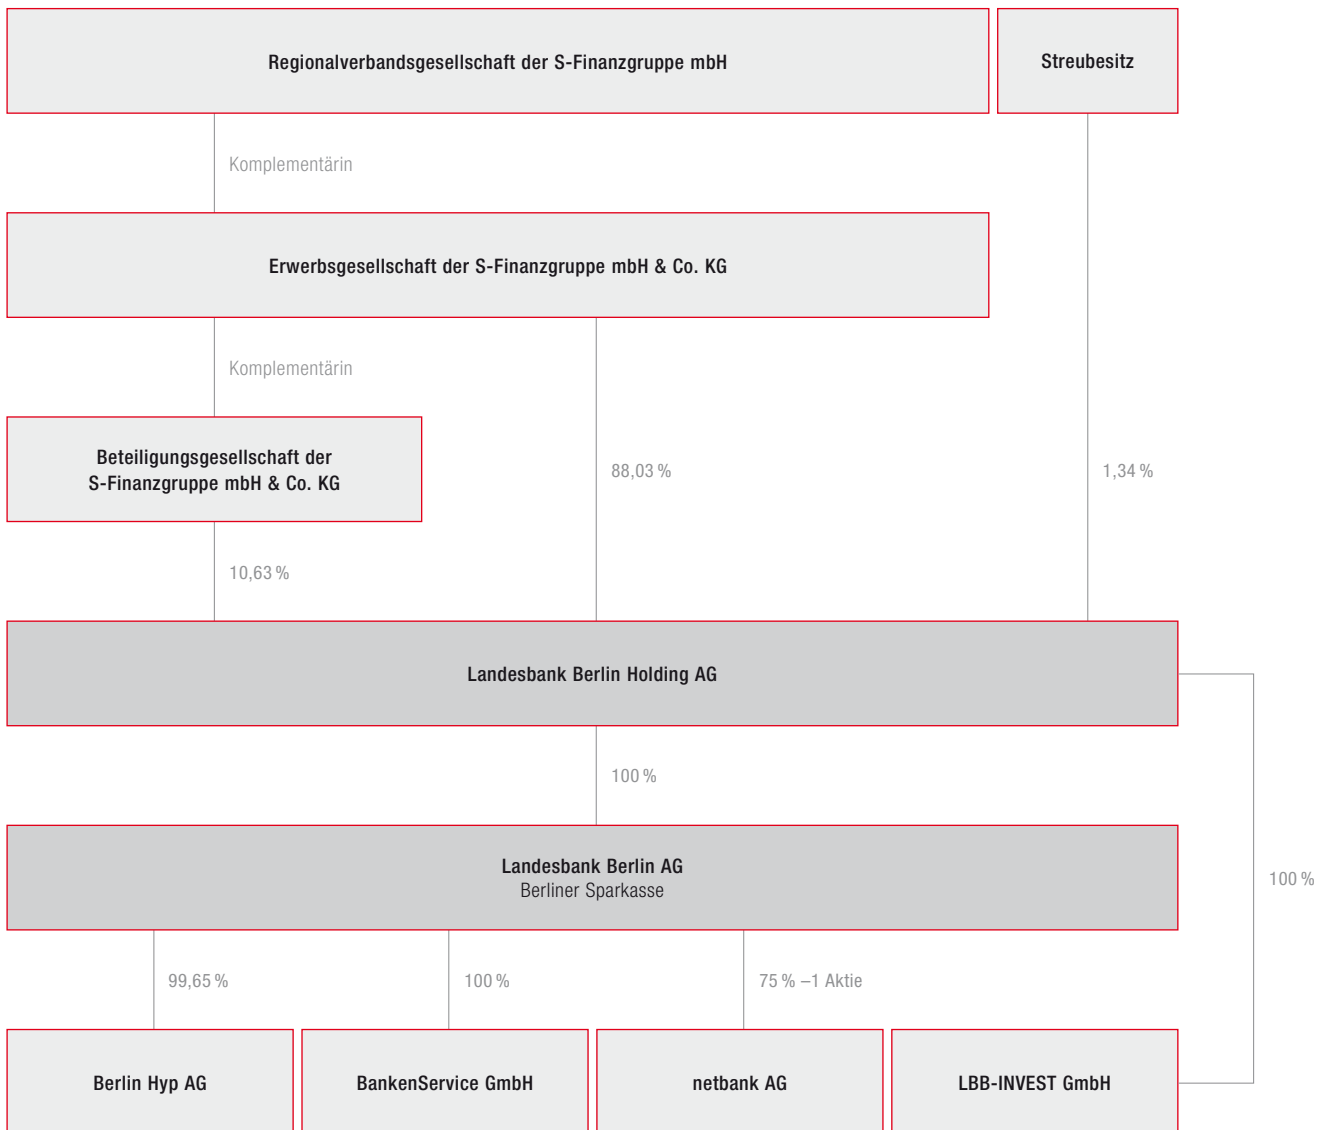 Regionalverbandsgesellschaft der S-Finanzgruppe mbH
Streubesitz
Komplementärin
Erwerbsgesellschaft der S-Finanzgruppe mbH & Co. KG
Komplementärin
Beteiligungsgesellschaft der
S-Finanzgruppe mbH & Co. KG
88,03 %
1,34 %
10,63 %
Landesbank Berlin Holding AG
100 %
Landesbank Berlin AG
Berliner Sparkasse
100 %
99,65 %
100 %
75 % –1 Aktie
Berlin Hyp AG
BankenService GmbH
netbank AG
LBB-INVEST GmbH